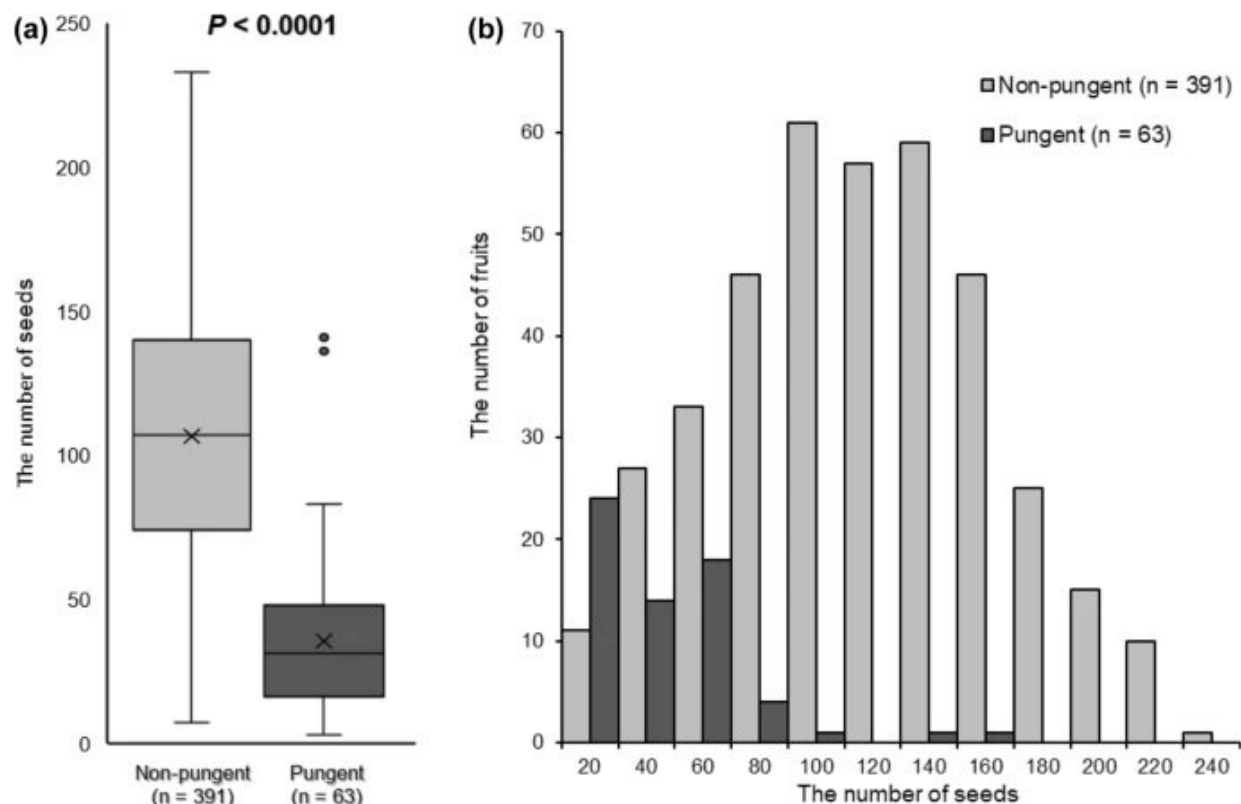 (a)
P < 0.0001
250
200
150
100
50
0
The number of seeds
Non-pungent
(n = 391)
Pungent
(n = 63)
(b)
70
60
50
40
30
20
10
0
The number of fruits
Non-pungent (n = 391)
Pungent (n = 63)
20 40 60 80 100 120 140 160 180 200 220 240
The number of seeds